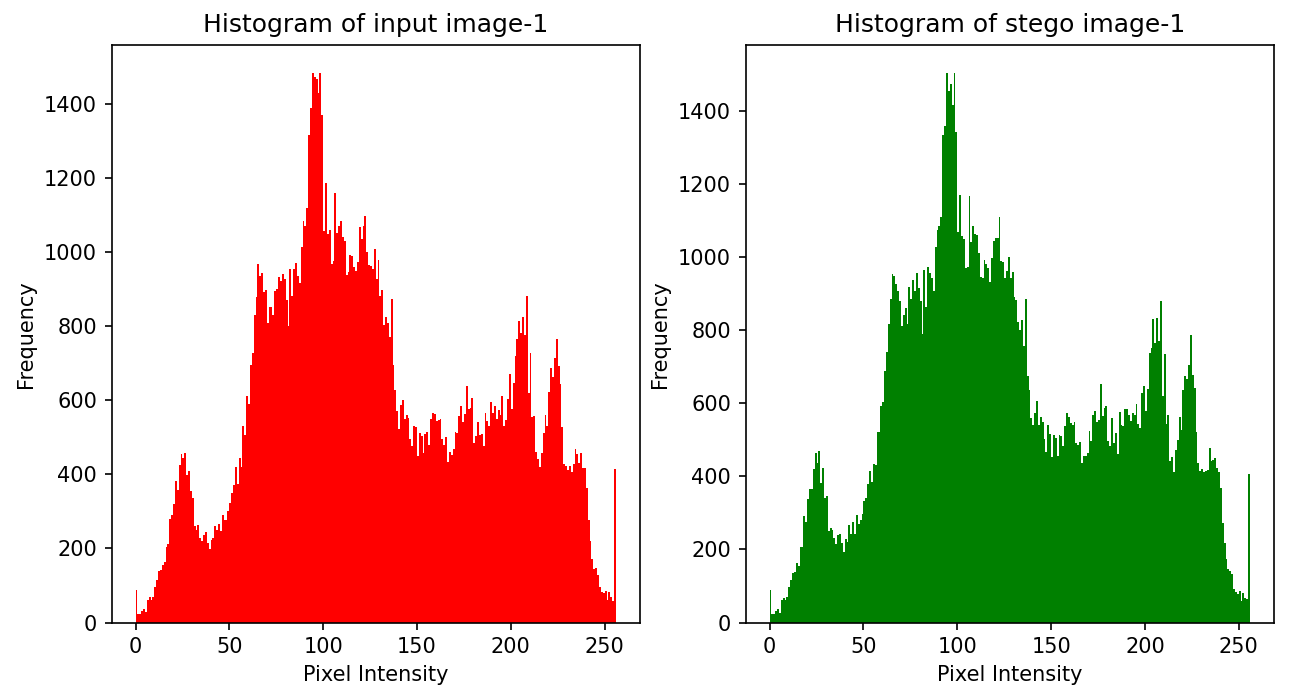 Histogram of input image-1
Histogram of stego image-1
1400
1200
1000
800
600
400
200
0
Frequency
0 50 100 150 200 250
Pixel Intensity
1400
1200
1000
800
600
400
200
0
Frequency
0 50 100 150 200 250
Pixel Intensity